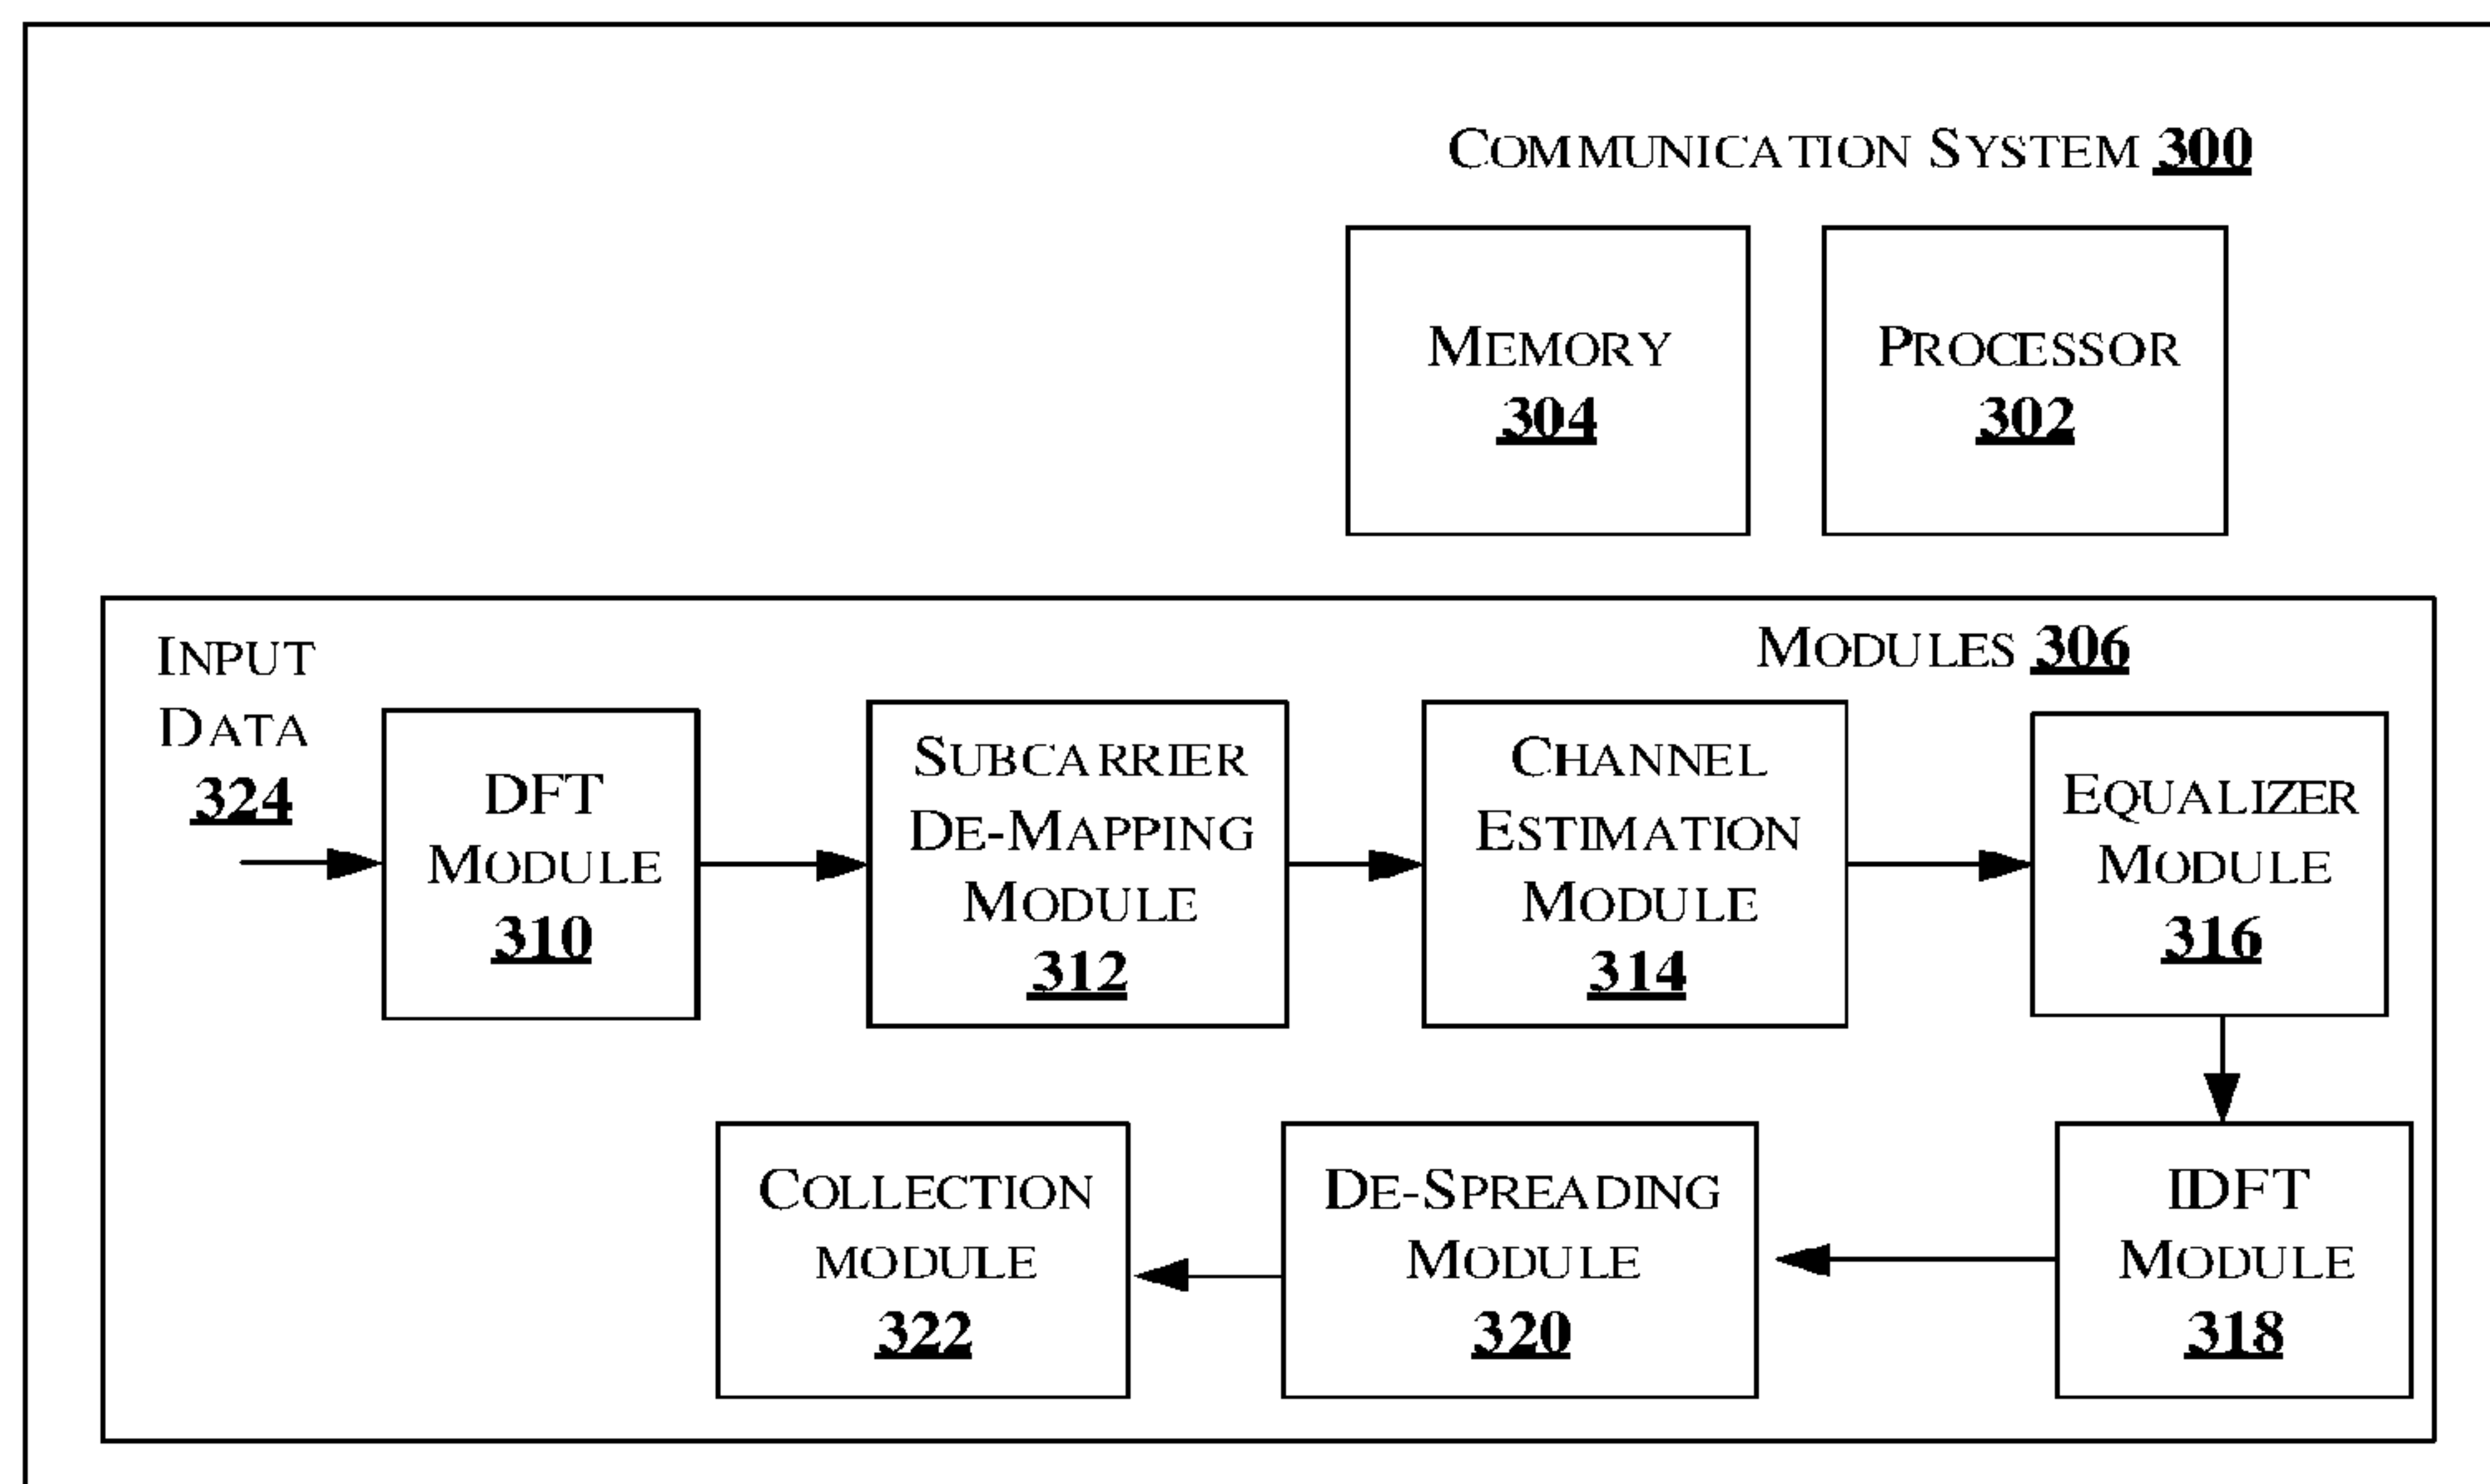 COMMUNICATION SYSTEM 300
MEMORY
304
PROCESSOR
302
MODULES 306
INPUT
DATA
324
DFT
MODULE
310
SUBCARRIER
DE-MAPPING
MODULE
312
CHANNEL
ESTIMATION
MODULE
314
EQUALIZER
MODULE
316
IDFT
MODULE
318
DE-SPREADING
MODULE
320
COLLECTION
MODULE
322